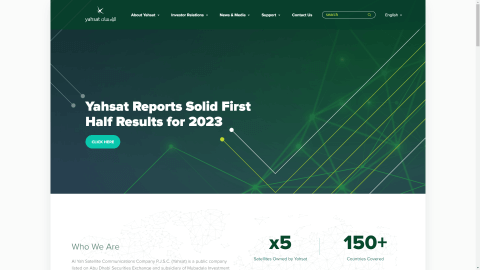 yahsat الياه سات
About Yahsat
Investor Relations
News & Media
Support
Contact Us
search
English
Yahsat Reports Solid First
Half Results for 2023
CLICK HERE
Who We Are
Al Yah Satellite Communications Company PJSC (Yahsat) is a public company
listed on Abu Dhabi Securities Exchange and subsidiary of Mubadala Investment
x5
Satellites Owned by Yahsat
150+
Countries Covered